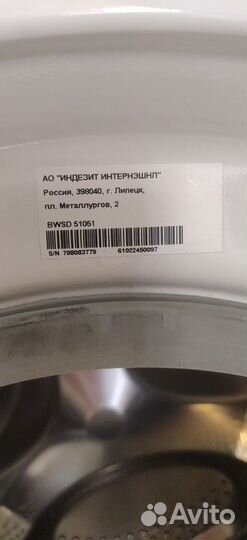 АО "ИНДЕЗИТ ИНТЕРНЭШНЛ"
Россия, 398040, г. Липецк,
пл. Металлургов, 2
BWSD 51051
S/N 708083779 61022450097
Avito